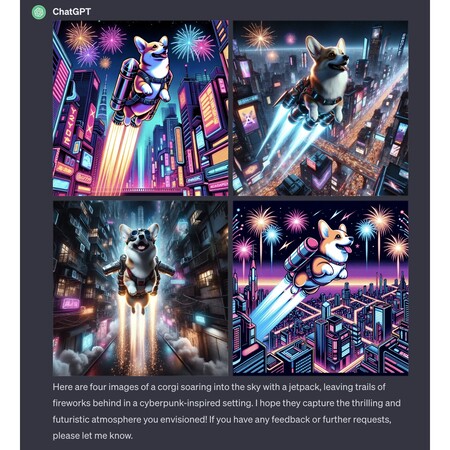 ChatGPT
Here are four images of a corgi soaring into the sky with a jetpack, leaving trails of
fireworks behind in a cyberpunk-inspired setting. I hope they capture the thrilling and
futuristic atmosphere you envisioned! If you have any feedback or further requests,
please let me know.